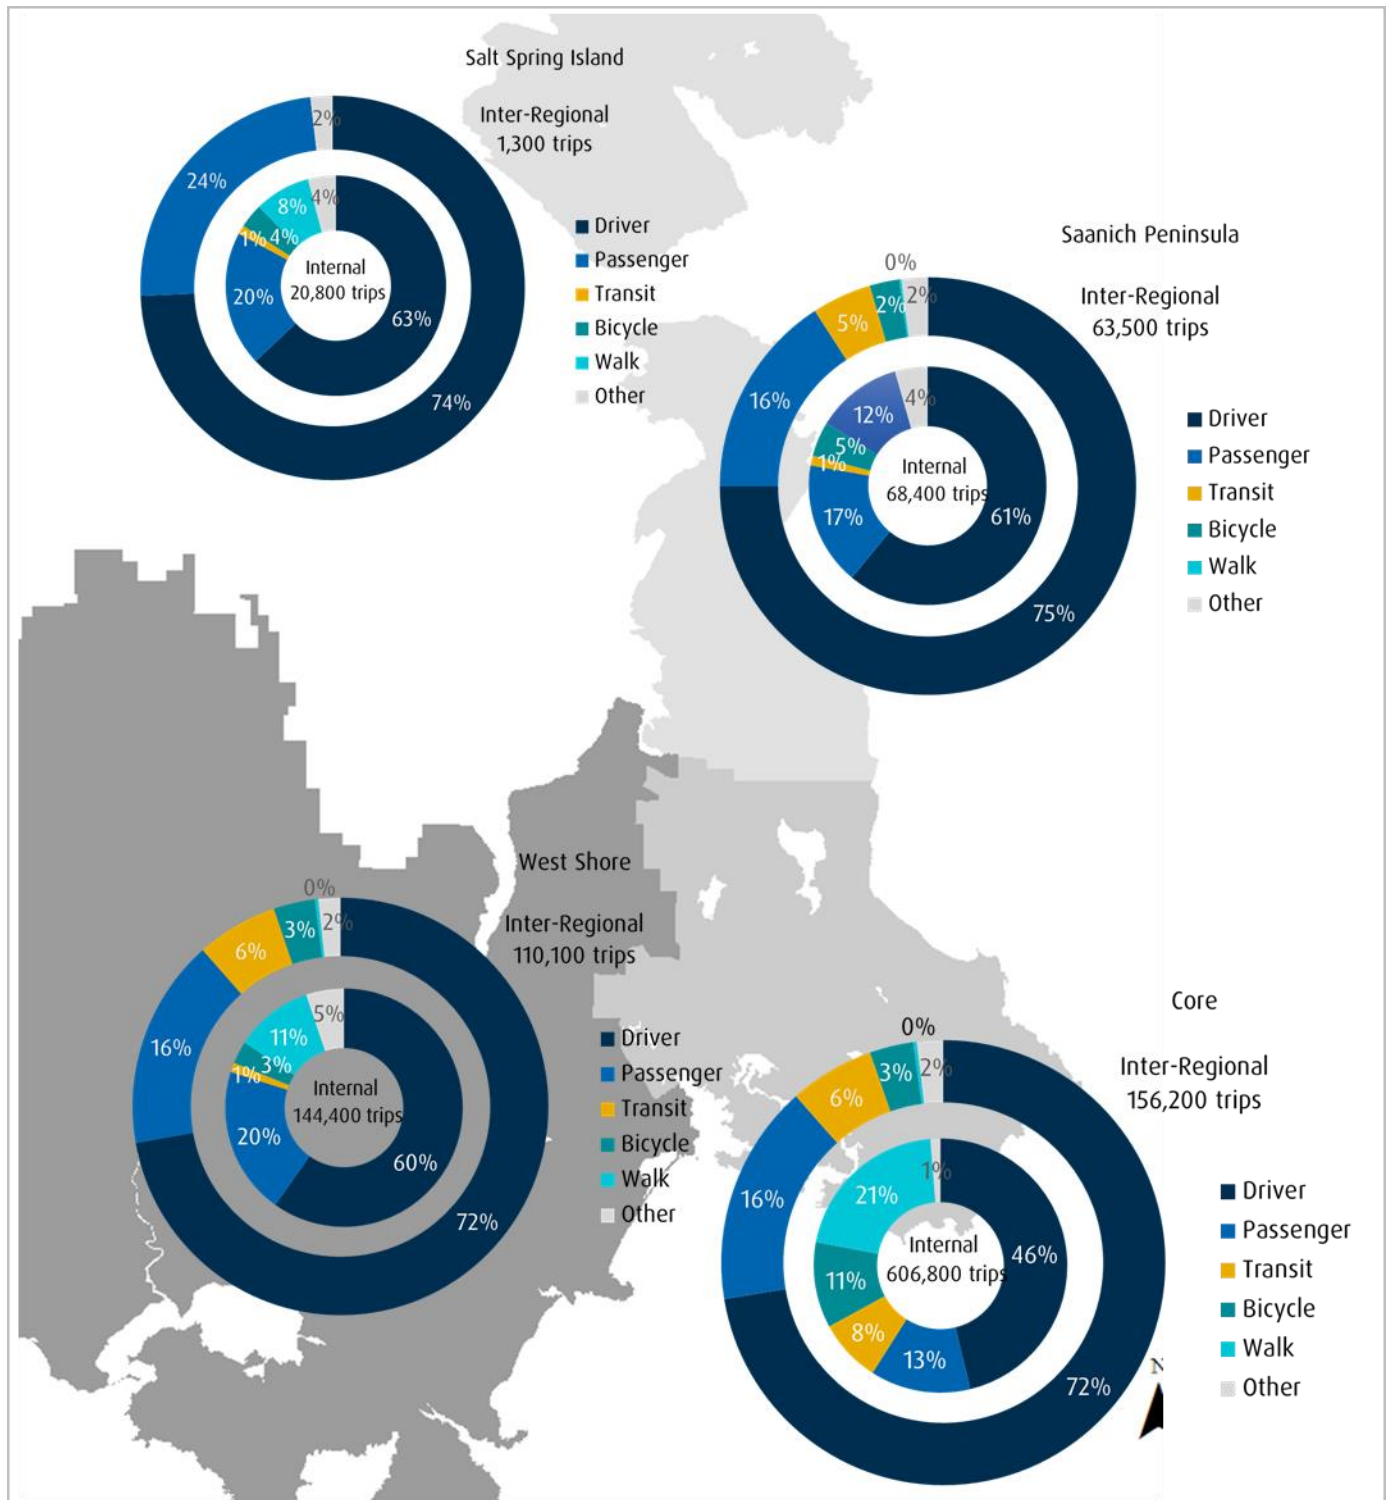 Salt Spring Island
Inter-Regional
1,300 trips
2%
24%
8%
4%
1%
4%
20%
63%
74%
Internal
20,800 trips
Driver
Passenger
Transit
Bicycle
Walk
Other
Saanich Peninsula
Inter-Regional
63,500 trips
0%
2%
2%
5%
16%
12%
4%
5%
1%
17%
61%
75%
Internal
68,400 trips
Driver
Passenger
Transit
Bicycle
Walk
Other
West Shore
Inter-Regional
110,100 trips
0%
3%
2%
6%
16%
11%
5%
3%
1%
20%
60%
72%
Internal
144,400 trips
Driver
Passenger
Transit
Bicycle
Walk
Other
Core
Inter-Regional
156,200 trips
0%
3%
2%
6%
16%
21%
1%
11%
8%
13%
46%
72%
Internal
606,800 trips
Driver
Passenger
Transit
Bicycle
Walk
Other
N